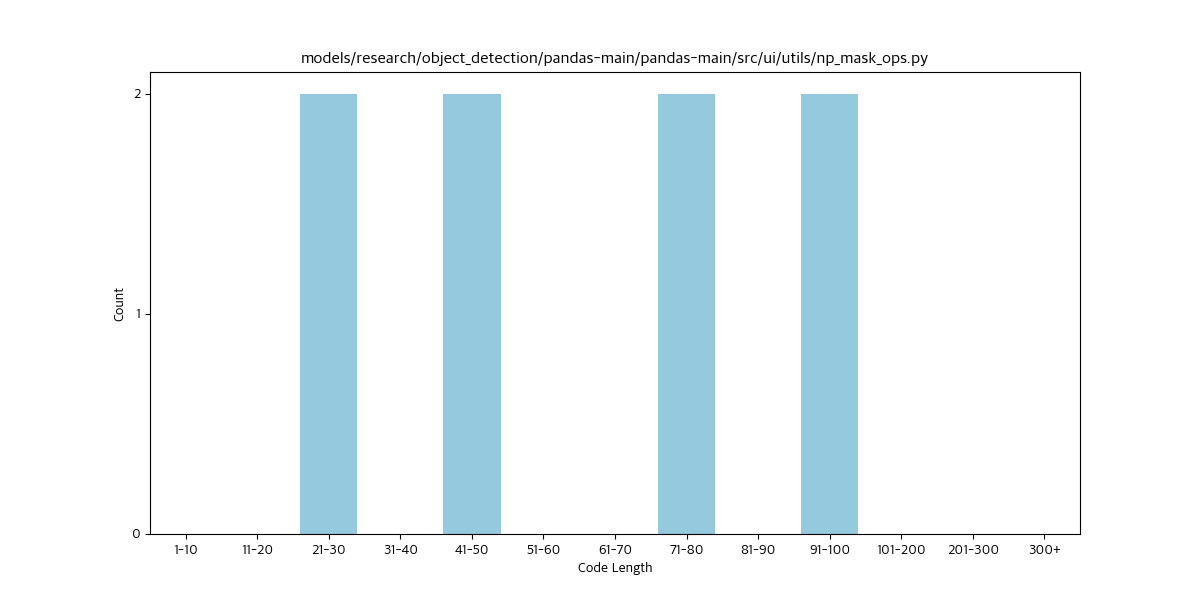 models/research/object_detection/pandas-main/pandas-main/src/ui/utils/np_mask_ops.py
2
1
0
Count
1-10 11-20 21-30 31-40 41-50 51-60 61-70 71-80 81-90 91-100 101-200 201-300 300+
Code Length